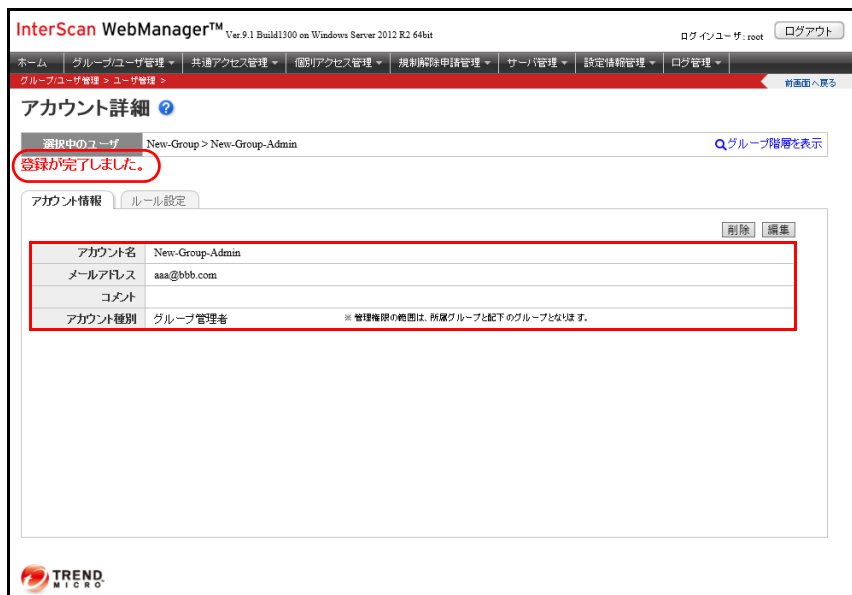 InterScan WebManager™ Ver.9.1 Build1300 on Windows Server 2012 R2 64bit ログインユーザ:root ログアウト
ホーム グループ/ユーザ管理 共通アクセス管理 個別アクセス管理 規制解除申請管理 サーバ管理 設定情報管理 ログ管理
グループ/ユーザ管理 > ユーザ管理 > 前画面へ戻る
アカウント詳細 ?
選択中のユーザ New-Group > New-Group-Admin グループ階層を表示
登録が完了しました。
アカウント情報 ルール設定
削除 編集
アカウント名 New-Group-Admin
メールアドレス aaa@bbb.com
コメント
アカウント種別 グループ管理者 ※ 管理権限の範囲は、所属グループと配下のグループとなります。
TREND
MICRO